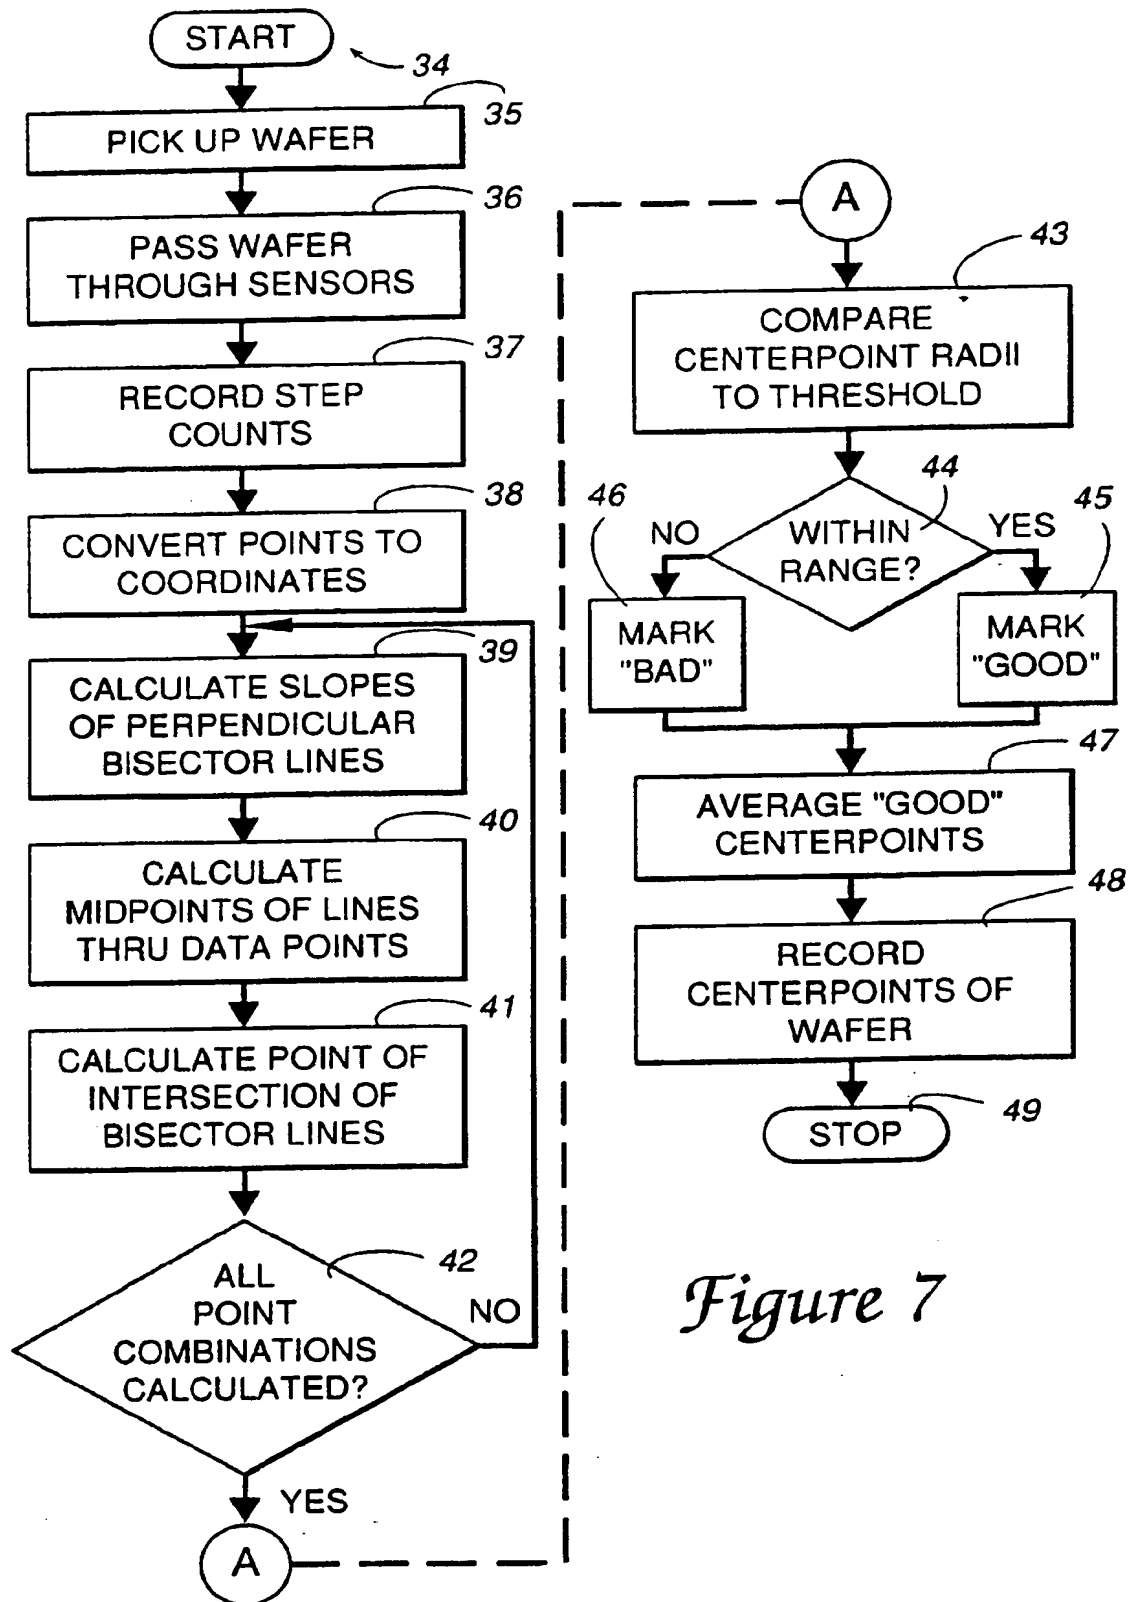 START
34
35
PICK UP WAFER
36
PASS WAFER
THROUGH SENSORS
37
RECORD STEP
COUNTS
38
CONVERT POINTS TO
COORDINATES
39
CALCULATE SLOPES
OF PERPENDICULAR
BISECTOR LINES
40
CALCULATE
MIDPOINTS OF LINES
THRU DATA POINTS
41
CALCULATE POINT OF
INTERSECTION OF
BISECTOR LINES
42
ALL
POINT
COMBINATIONS
CALCULATED?
NO
YES
A
A
43
COMPARE
CENTERPOINT RADII
TO THRESHOLD
44
WITHIN
RANGE?
NO
YES
46
45
MARK
"BAD"
MARK
"GOOD"
47
AVERAGE "GOOD"
CENTERPOINTS
48
RECORD
CENTERPOINTS OF
WAFER
49
STOP
Figure 7